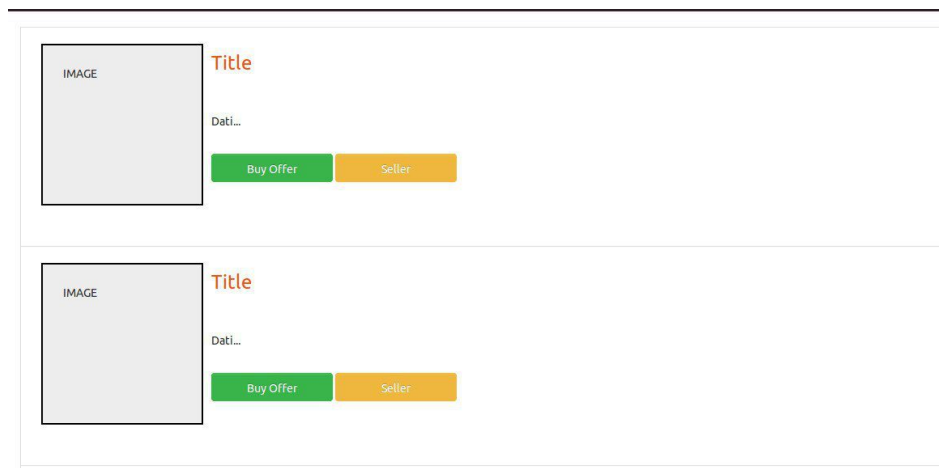 IMAGE
Title
Dati...
Buy Offer
Seller
IMAGE
Title
Dati...
Buy Offer
Seller